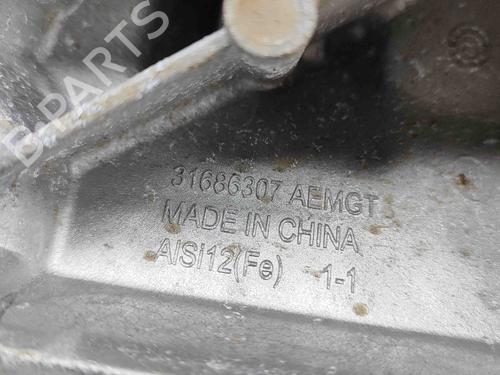 B-PARTS
31686307 AEMGT
MADE IN CHINA
AlSi12(Fe) 1-1